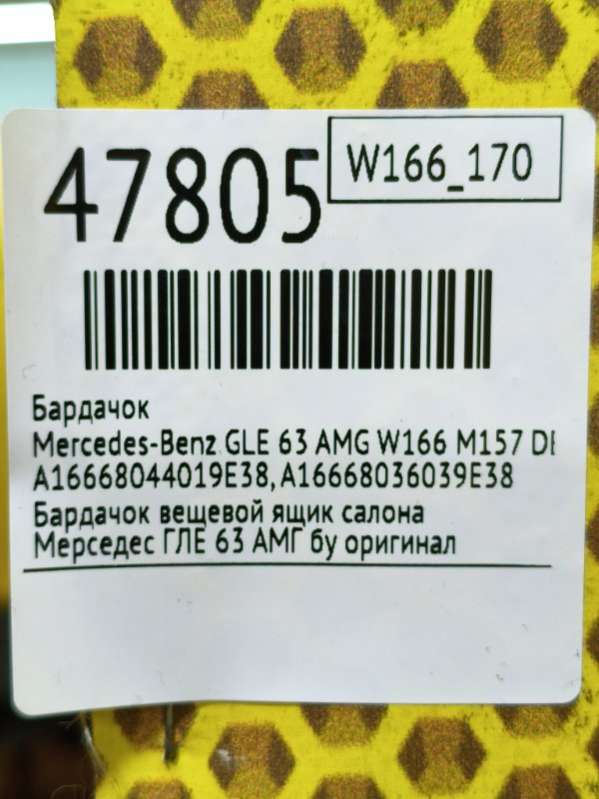 47805
W166_170
Бардачок
Mercedes-Benz GLE 63 AMG W166 M157 DE
A16668044019E38, A16668036039E38
Бардачок вещевой ящик салона
Мерседес ГЛЕ 63 АМГ бу оригинал